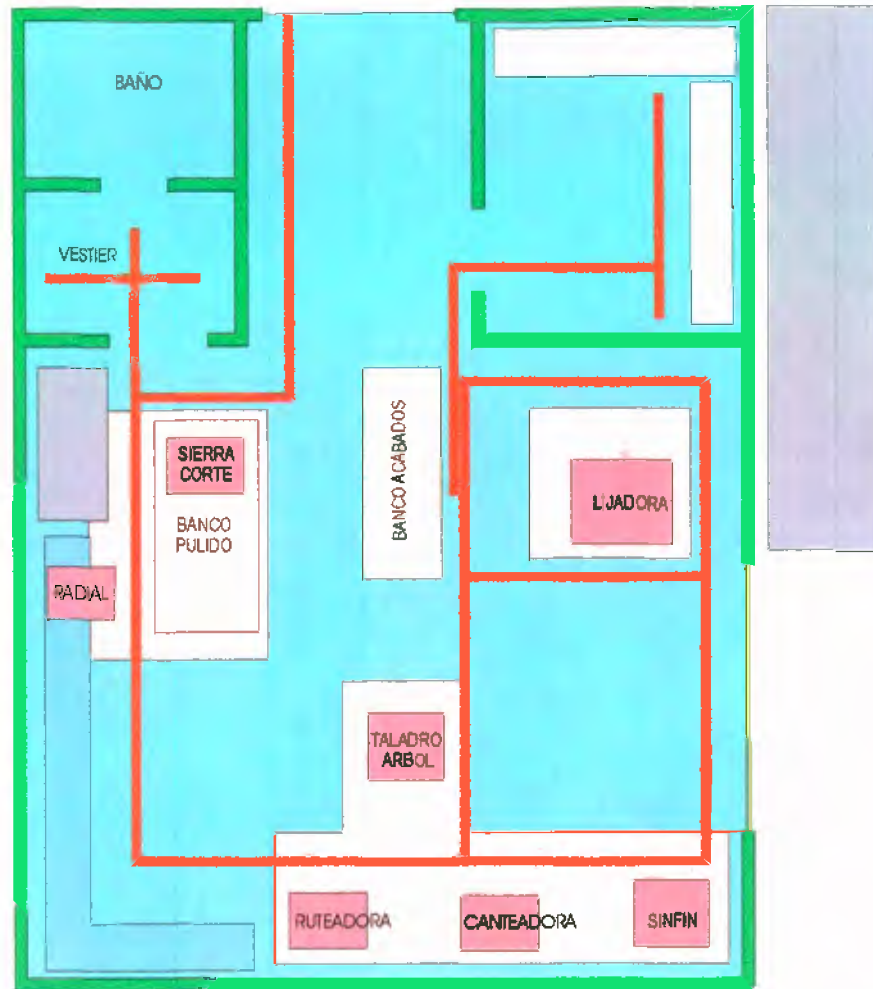 BAÑO
VESTIER
SIERRA
CORTE
BANCO
PULIDO
BANCO ACABADOS
LIJADORA
RADIAL
TALADRO
ARBOL
RUTEADORA
CANTEADORA
SINFIN